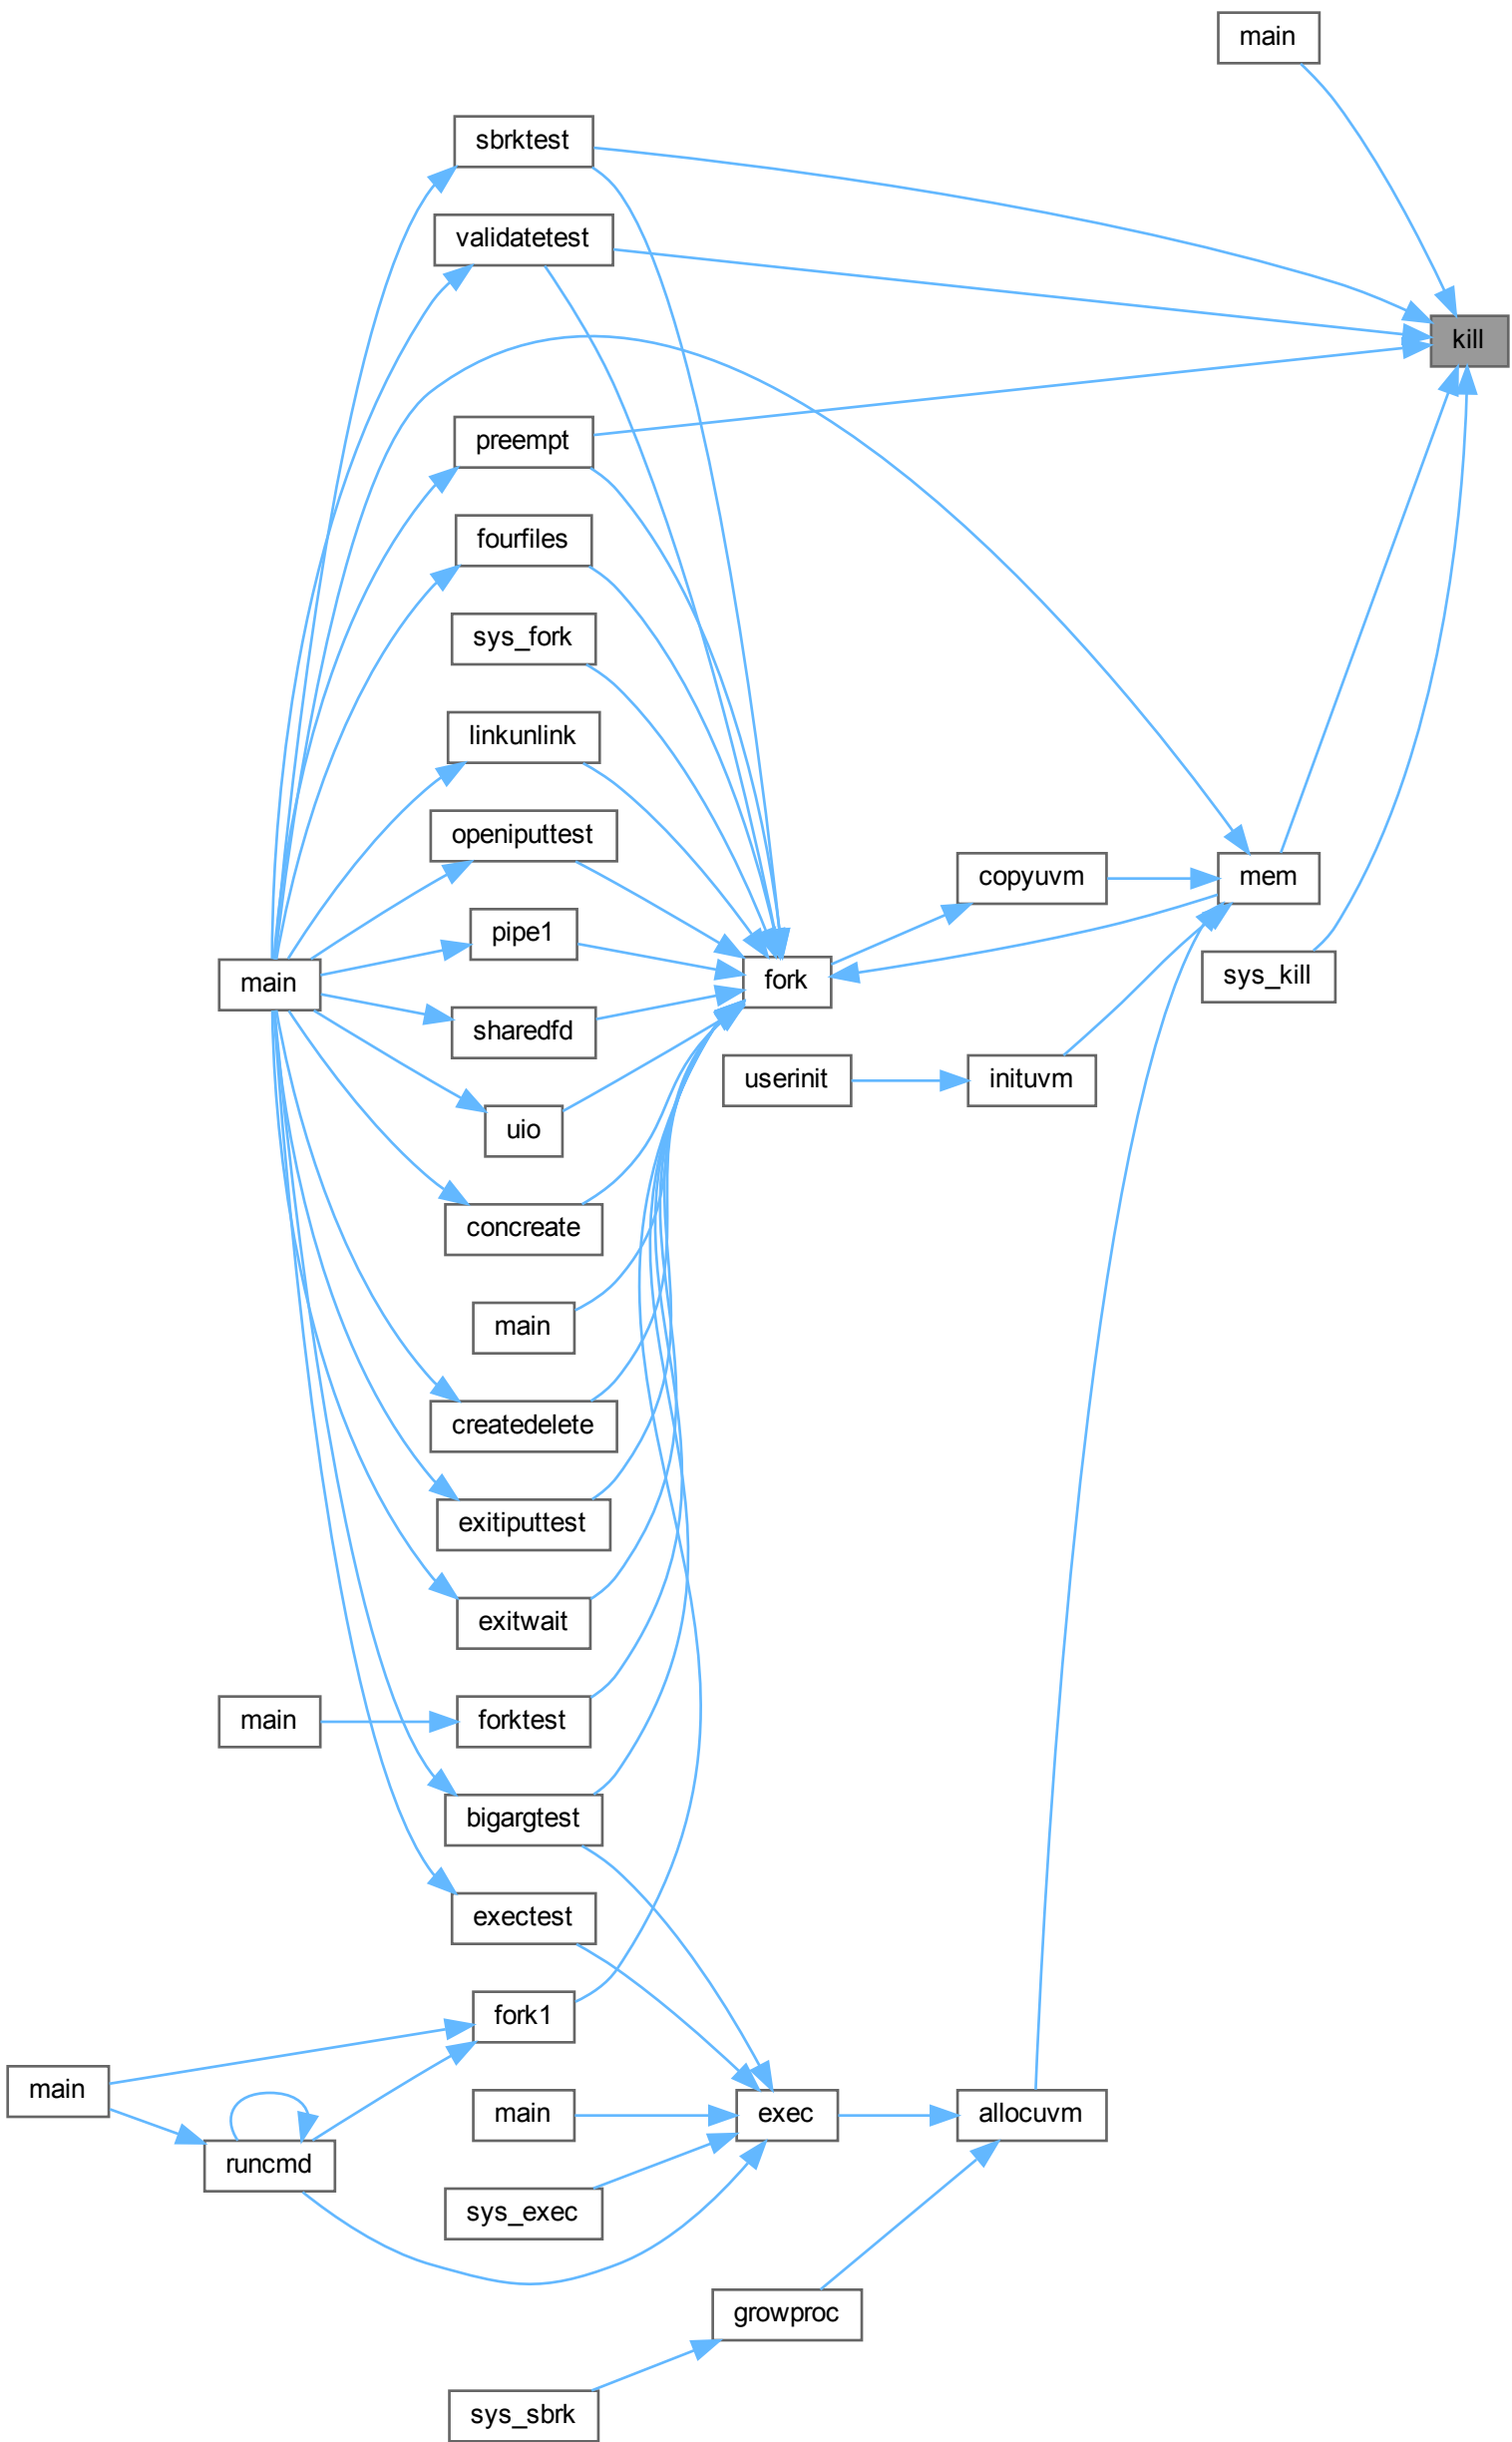 main
sbrktest
validatetest
kill
preempt
fourfiles
sys_fork
linkunlink
openiputtest
copyuvm
mem
pipe1
main
fork
sys_kill
sharedfd
userinit
inituvm
uio
concreate
main
createdelete
exitiputtest
exitwait
main
forktest
bigargtest
exectest
fork1
main
main
exec
allocuvm
runcmd
sys_exec
growproc
sys_sbrk